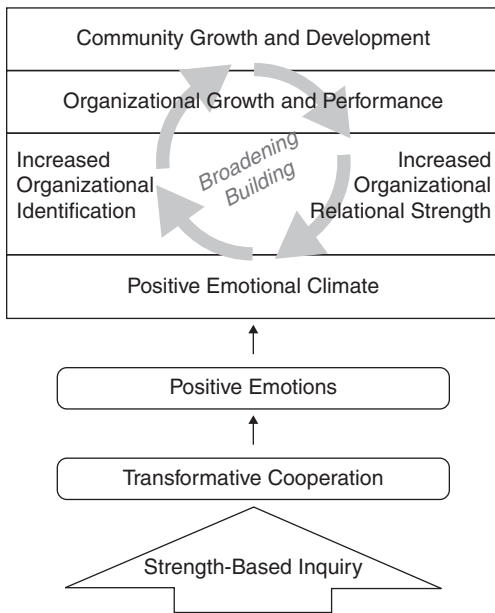 Community Growth and Development
Organizational Growth and Performance
Increased
Organizational
Identification
Broadening
Building
Increased
Organizational
Relational Strength
Positive Emotional Climate
Positive Emotions
Transformative Cooperation
Strength-Based Inquiry